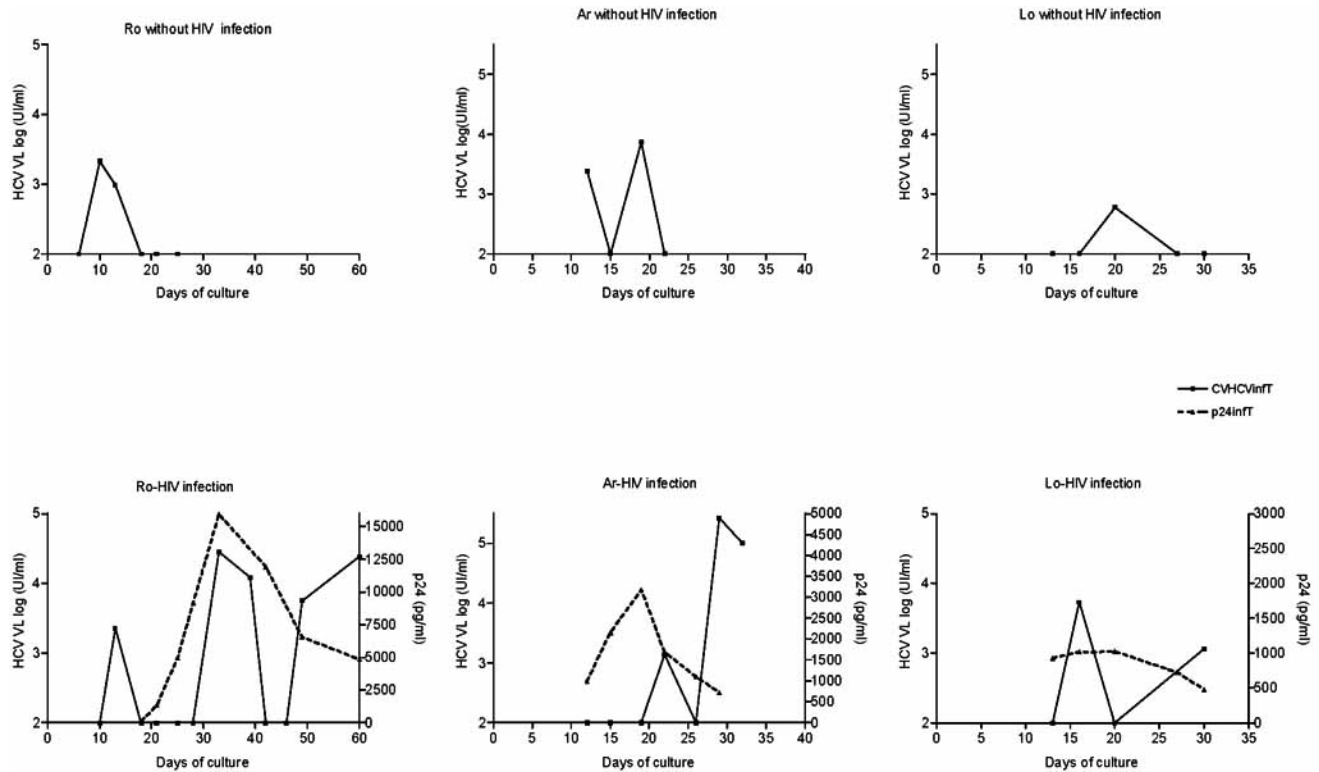 Ro without HIV infection
HCV VL log (UI/ml)
5
4
3
2
0 10 20 30 40 50 60
Days of culture
Ar without HIV infection
HCV VL log(UI/ml)
5
4
3
2
0 5 10 15 20 25 30 35 40
Days of culture
Lo without HIV infection
HCV VL log (UI/ml)
5
4
3
2
0 5 10 15 20 25 30 35
Days of culture
CVHCVinfT
p24infT
Ro-HIV infection
HCV VL log (UI/ml)
5
4
3
2
15000
12500
10000
7500
5000
2500
0
p24 (pg/ml)
0 10 20 30 40 50 60
Days of culture
Ar-HIV infection
HCV VL log (UI/ml)
5
4
3
2
5000
4500
4000
3500
3000
2500
2000
1500
1000
500
0
p24 (pg/ml)
0 5 10 15 20 25 30 35 40
Days of culture
Lo-HIV infection
HCV VL log (UI/ml)
5
4
3
2
3000
2500
2000
1500
1000
500
0
p24 (pg/ml)
0 5 10 15 20 25 30 35
Days of culture